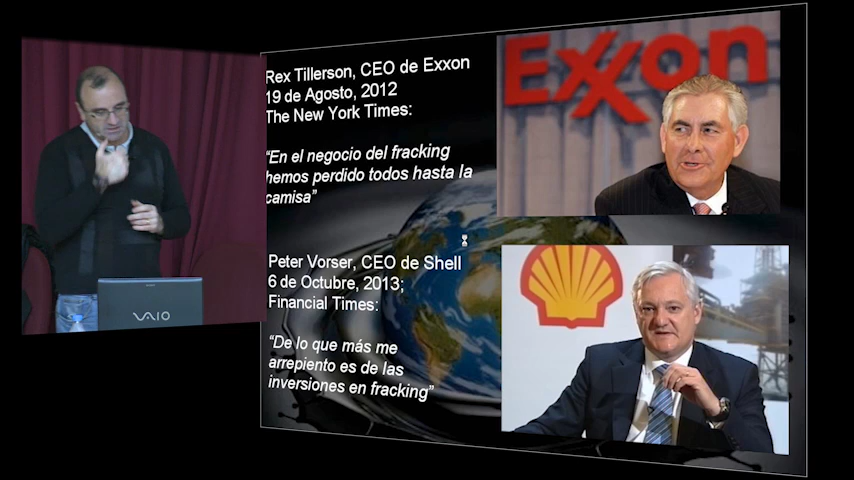 Rex Tillerson, CEO de Exxon
19 de Agosto, 2012
The New York Times:
“En el negocio del fracking
hemos perdido todos hasta la
camisa”
Exxon
Peter Vorser, CEO de Shell
6 de Octubre, 2013;
Financial Times:
“De lo que más me
arrepiento es de las
inversiones en fracking”
VAIO